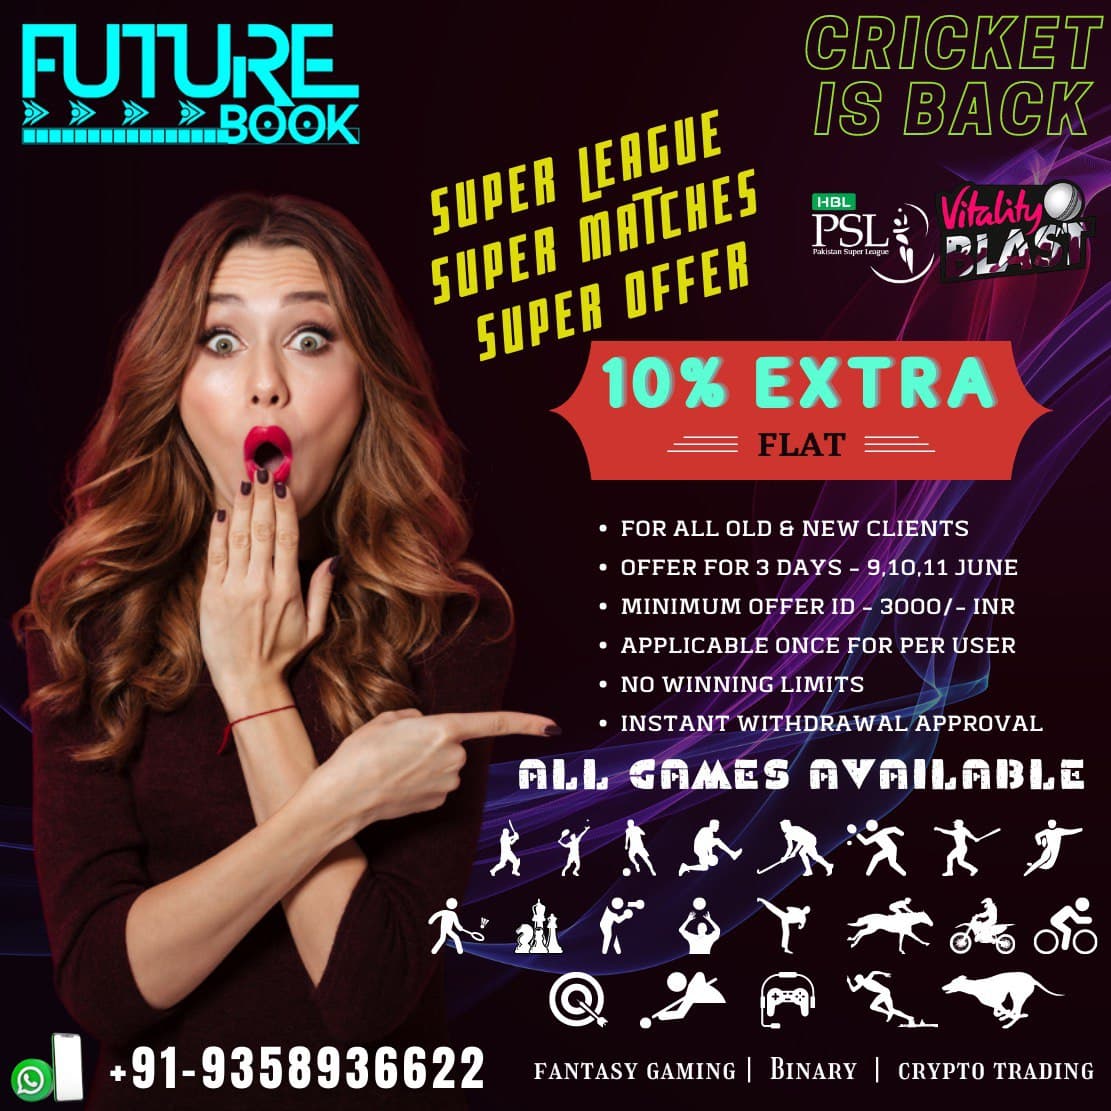 FUTURE
BOOK
CRICKET
IS BACK
SUPER LEAGUE
SUPER MATCHES
SUPER OFFER
HBL
PSL
Pakistan Super League
Vitality
BLAST
10% EXTRA
FLAT
• FOR ALL OLD & NEW CLIENTS
• OFFER FOR 3 DAYS - 9,10,11 JUNE
• MINIMUM OFFER ID - 3000/- INR
• APPLICABLE ONCE FOR PER USER
• NO WINNING LIMITS
• INSTANT WITHDRAWAL APPROVAL
ALL GAMES AVAILABLE
+91-9358936622
FANTASY GAMING | BINARY | CRYPTO TRADING